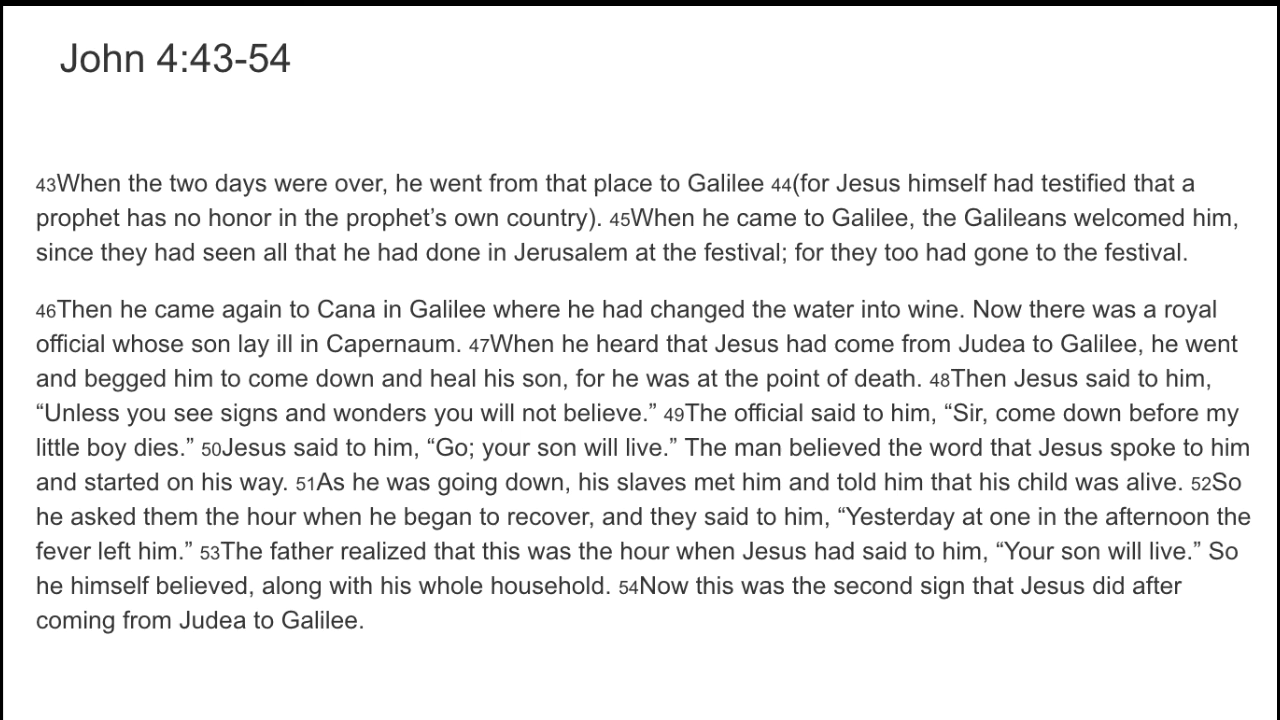 John 4:43-54
43When the two days were over, he went from that place to Galilee 44(for Jesus himself had testified that a
prophet has no honor in the prophet’s own country). 45When he came to Galilee, the Galileans welcomed him,
since they had seen all that he had done in Jerusalem at the festival; for they too had gone to the festival.
46Then he came again to Cana in Galilee where he had changed the water into wine. Now there was a royal
official whose son lay ill in Capernaum. 47When he heard that Jesus had come from Judea to Galilee, he went
and begged him to come down and heal his son, for he was at the point of death. 48Then Jesus said to him,
“Unless you see signs and wonders you will not believe.” 49The official said to him, “Sir, come down before my
little boy dies.” 50Jesus said to him, “Go; your son will live.” The man believed the word that Jesus spoke to him
and started on his way. 51As he was going down, his slaves met him and told him that his child was alive. 52So
he asked them the hour when he began to recover, and they said to him, “Yesterday at one in the afternoon the
fever left him.” 53The father realized that this was the hour when Jesus had said to him, “Your son will live.” So
he himself believed, along with his whole household. 54Now this was the second sign that Jesus did after
coming from Judea to Galilee.